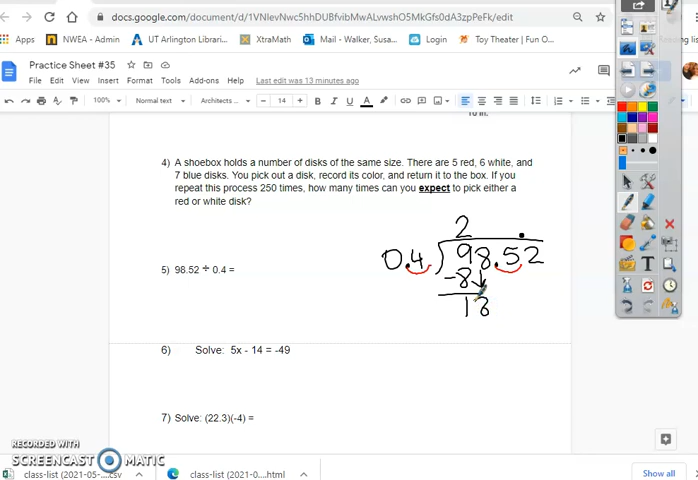 docs.google.com/document/d/1VNlevNwc5hhDUBfvibMwALvwshO5MkGfs0dA3zpPeFk/edit
Apps
NWEA - Admin
UT Arlington Librari...
XtraMath
Mail - Walker, Susa...
Login
Toy Theater | Fun O...
Practice Sheet #35
File Edit View Insert Format Tools Add-ons Help Last edit was 13 minutes ago
100% Normal text Architects ... 14 B I U A
4) A shoebox holds a number of disks of the same size. There are 5 red, 6 white, and
7 blue disks. You pick out a disk, record its color, and return it to the box. If you
repeat this process 250 times, how many times can you expect to pick either a
red or white disk?
2 .
0.4 98.52
-8
18
5) 98.52 ÷ 0.4 =
6) Solve: 5x - 14 = -49
7) Solve: (22.3)(-4) =
RECORDED WITH
SCREENCAST MATIC
class-list (2021-05-....csv
class-list (2021-0....html
Show all